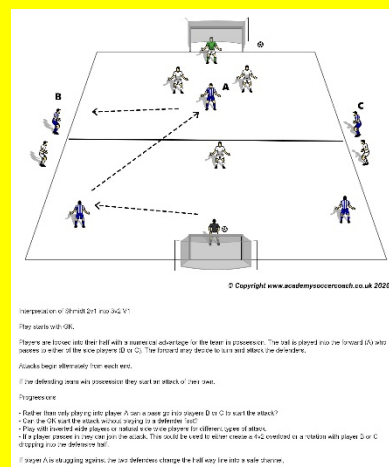 B
A
C
© Copyright www.academysoccercoach.co.uk 2020
Interpretation of Shmidt 2v1 into 3v2 V1
Play starts with GK.
Players are locked into their half with a numerical advantage for the team in possession. The ball is played into the forward (A) who
passes to either of the side players (B or C). The forward may decide to turn and attack the defenders.
Attacks begin alternately from each end.
If the defending team win possession they start an attack of their own.
Progressions
- Rather than only playing into player A can a pass go into players B or C to start the attack?
- Can the GK start the attack without playing to a defender first?
- Play with inverted wide players or natural side wide players for different types of attack.
- If a player passes in they can join the attack. This could be used to either create a 4v2 overload or a rotation with player B or C
dropping into the defensive half.
If player A is struggling against the two defenders change the half way line into a safe channel.